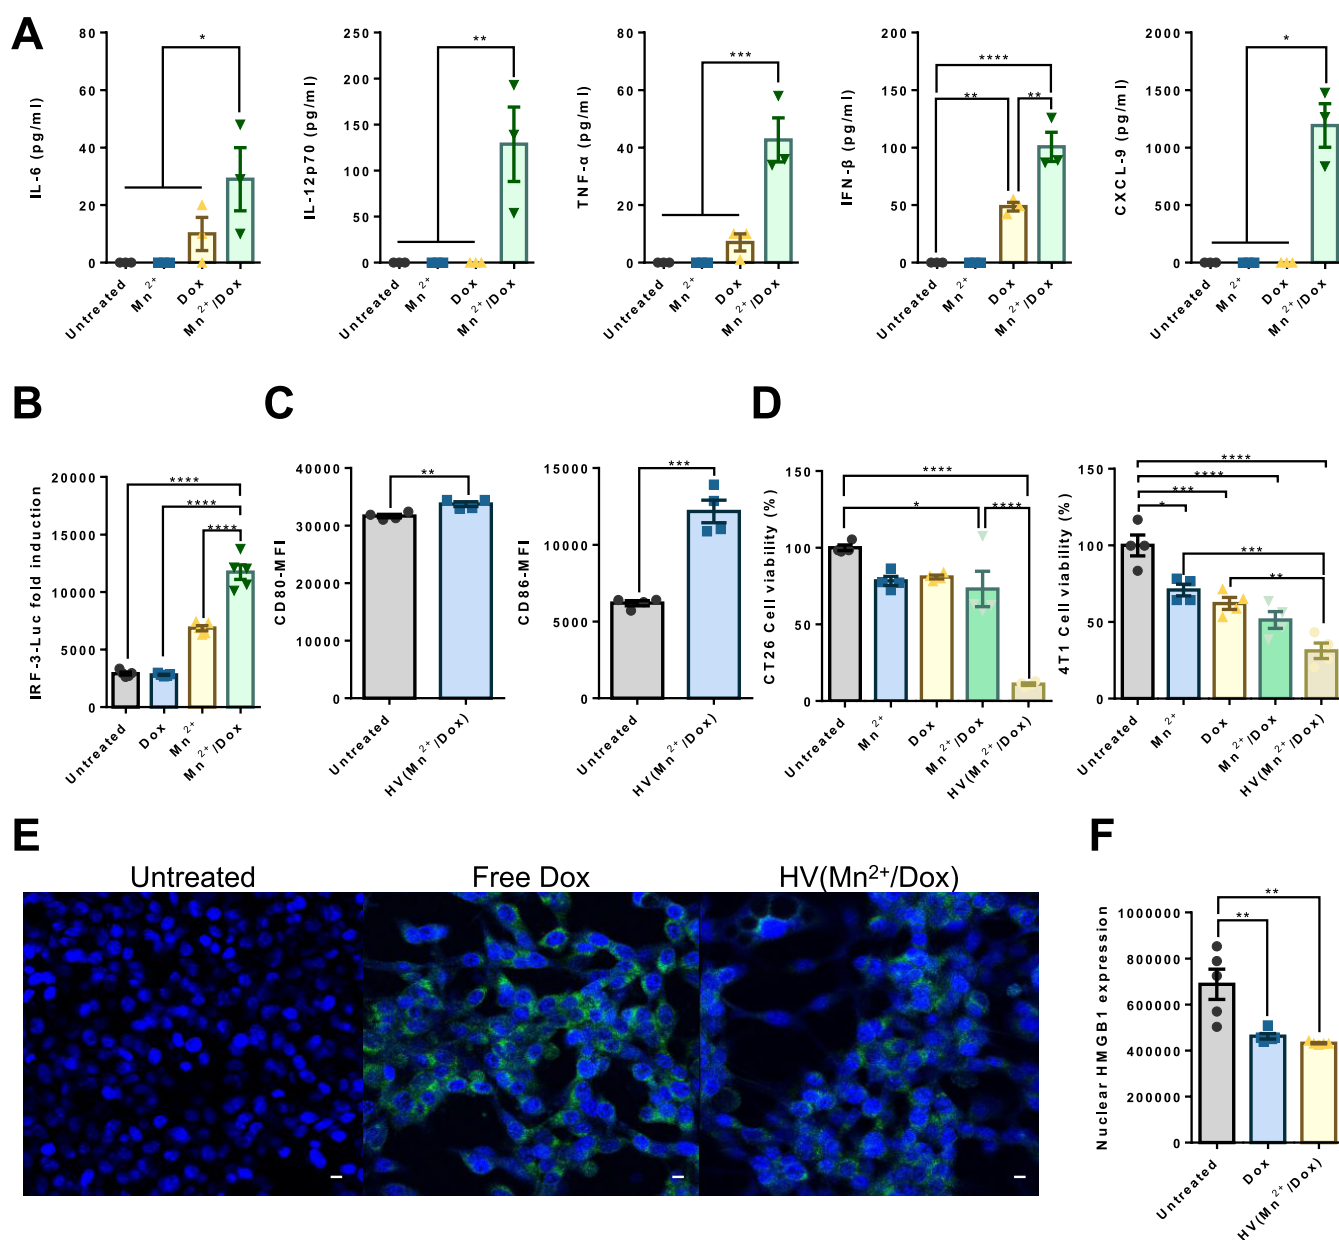 A
IL-6 (pg/ml)
80
60
40
20
0
*
Untreated
Mn2+
Dox
Mn2+/Dox
IL-12p70 (pg/ml)
250
200
150
100
50
0
**
Untreated
Mn2+
Dox
Mn2+/Dox
TNF-α (pg/ml)
80
60
40
20
0
***
Untreated
Mn2+
Dox
Mn2+/Dox
IFN-β (pg/ml)
200
150
100
50
0
****
**
**
Untreated
Mn2+
Dox
Mn2+/Dox
CXCL-9 (pg/ml)
2000
1500
1000
500
0
*
Untreated
Mn2+
Dox
Mn2+/Dox
B
IRF-3-Luc fold induction
20000
15000
10000
5000
0
****
****
****
Untreated
Dox
Mn2+
Mn2+/Dox
C
CD80-MFI
40000
30000
20000
10000
0
**
Untreated
HV(Mn2+/Dox)
CD86-MFI
15000
10000
5000
0
***
Untreated
HV(Mn2+/Dox)
D
CT26 Cell viability (%)
150
100
50
0
****
*
****
Untreated
Mn2+
Dox
Mn2+/Dox
HV(Mn2+/Dox)
4T1 Cell viability (%)
150
100
50
0
****
****
***
*
***
**
Untreated
Mn2+
Dox
Mn2+/Dox
HV(Mn2+/Dox)
E
Untreated
Free Dox
HV(Mn2+/Dox)
F
Nuclear HMGB1 expression
1000000
800000
600000
400000
200000
0
**
**
Untreated
Dox
HV(Mn2+/Dox)